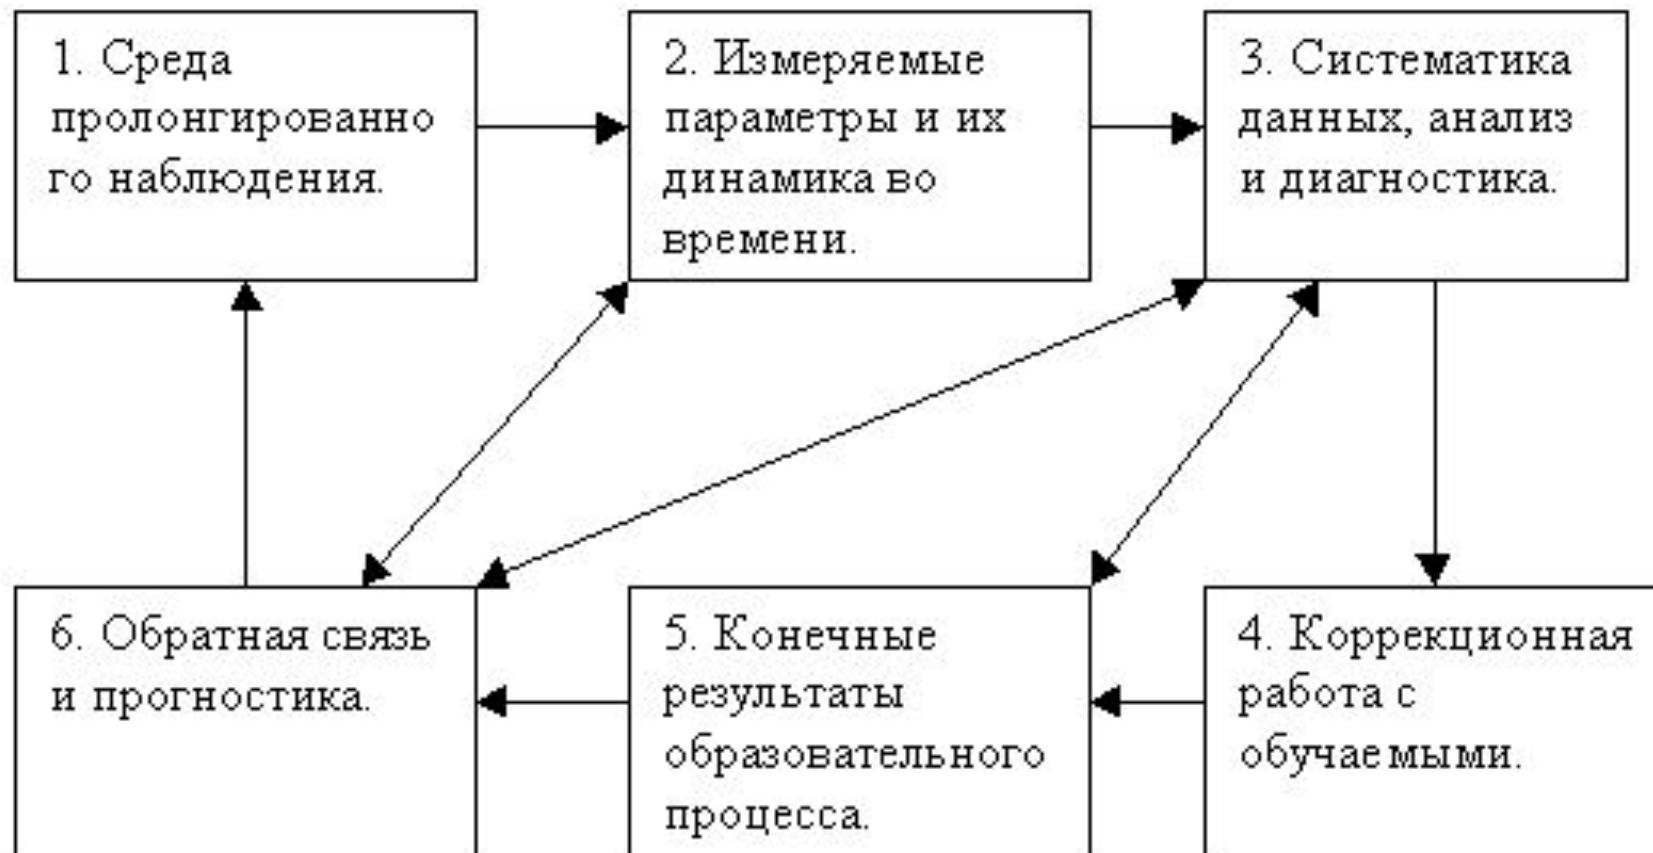 1. Среда
пролонгированно
го наблюдения.
2. Измеряемые
параметры и их
динамика во
времени.
3. Систематика
данных, анализ
и диагностика.
6. Обратная связь
и прогностика.
5. Конечные
результаты
образовательного
процесса.
4. Коррекционная
работа с
обучаемыми.